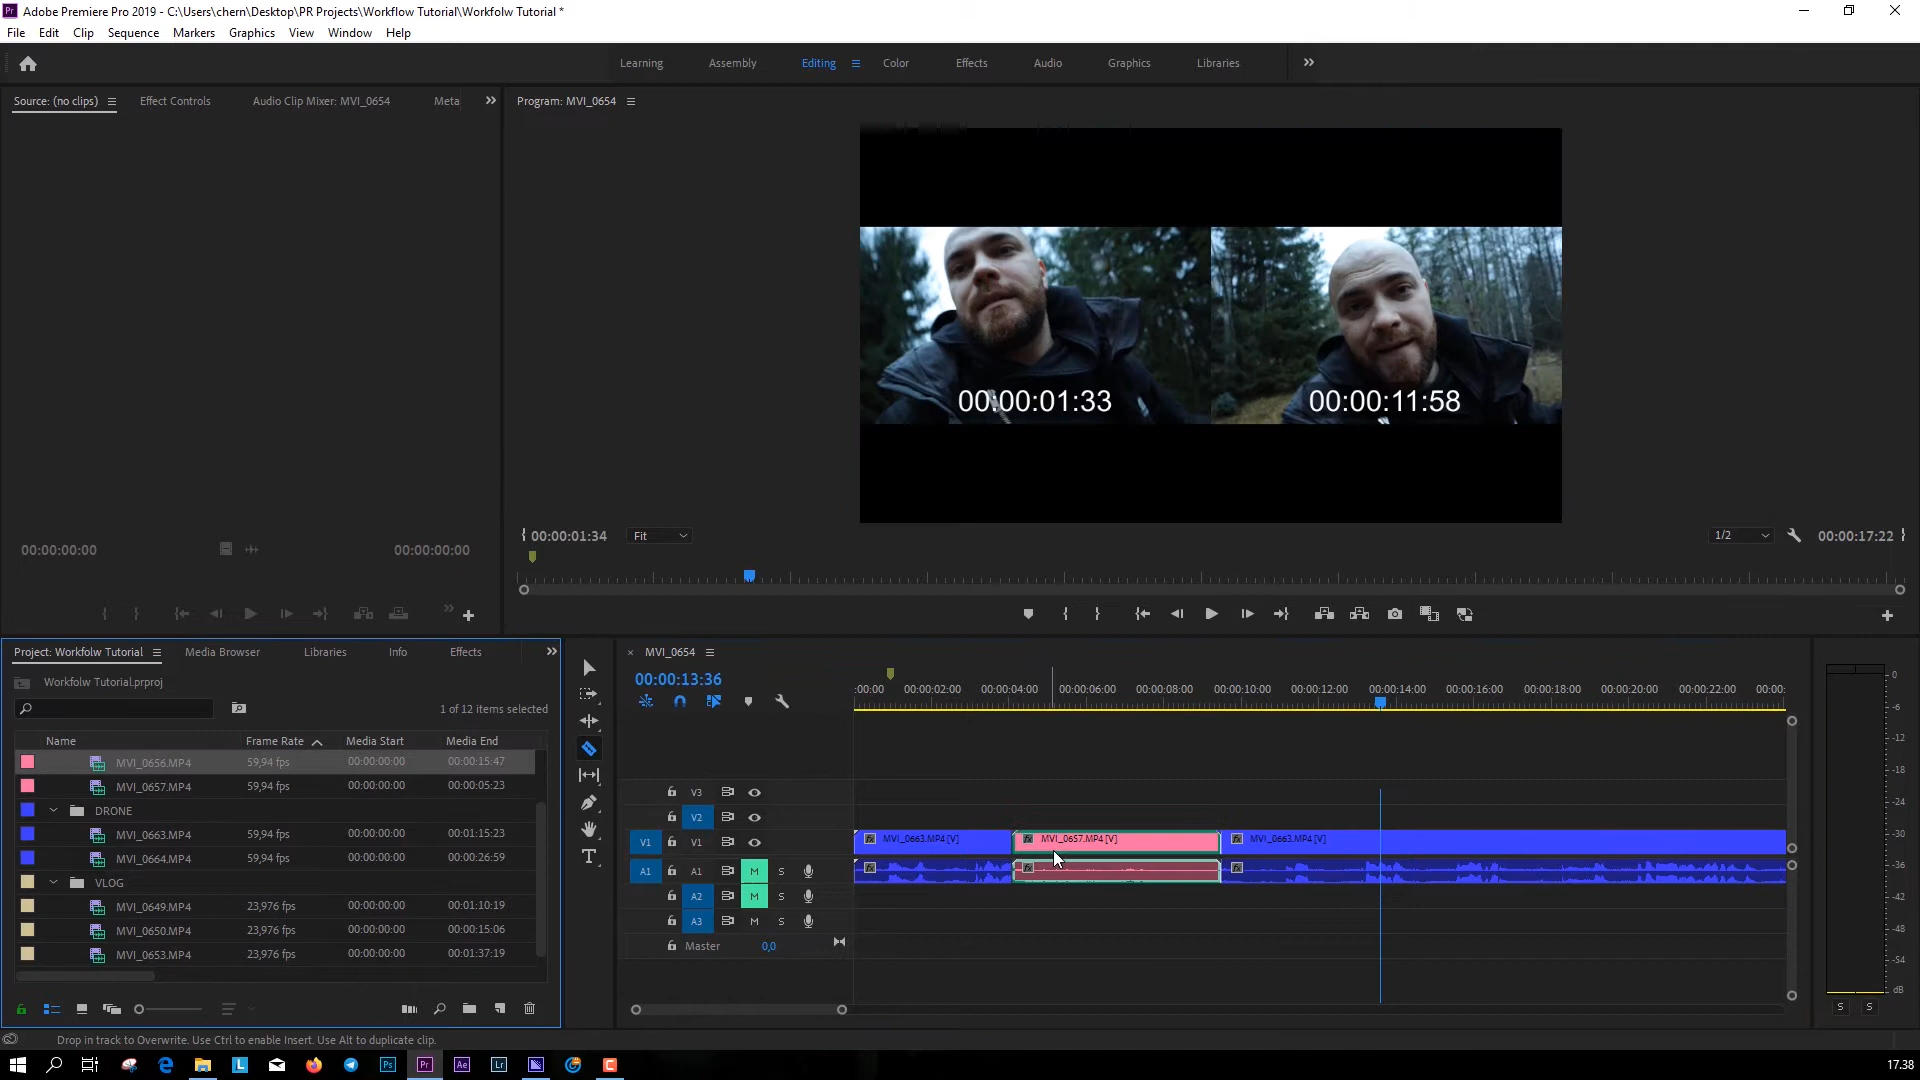 Adobe Premiere Pro 2019 - C:\Users\chern\Desktop\PR Projects\Workflow Tutorial\Workfolw Tutorial *
File Edit Clip Sequence Markers Graphics View Window Help
Learning Assembly Editing Color Effects Audio Graphics Libraries
Source: (no clips) Effect Controls Audio Clip Mixer: MVI_0654 Meta
Program: MVI_0654
00:00:01:33 00:00:11:58
00:00:01:34 Fit 1/2 00:00:17:22
00:00:00:00 00:00:00:00
Project: Workfolw Tutorial Media Browser Libraries Info Effects
Workfolw Tutorial.prproj
1 of 12 items selected
Name Frame Rate Media Start Media End
MVI_0656.MP4 59,94 fps 00:00:00:00 00:00:15:47
MVI_0657.MP4 59,94 fps 00:00:00:00 00:00:05:23
DRONE
MVI_0663.MP4 59,94 fps 00:00:00:00 00:01:15:23
MVI_0664.MP4 59,94 fps 00:00:00:00 00:00:26:59
VLOG
MVI_0649.MP4 23,976 fps 00:00:00:00 00:01:10:19
MVI_0650.MP4 23,976 fps 00:00:00:00 00:00:15:06
MVI_0653.MP4 23,976 fps 00:00:00:00 00:01:37:19
MVI_0654
00:00:13:36
:00:00 00:00:02:00 00:00:04:00 00:00:06:00 00:00:08:00 00:00:10:00 00:00:12:00 00:00:14:00 00:00:16:00 00:00:18:00 00:00:20:00 00:00:22:00 00:00:
V3
V2
V1 V1 MVI_0663.MP4 [V] MVI_0657.MP4 [V] MVI_0663.MP4 [V]
A1 A1 M S
A2 M S
A3 M S
Master 0,0
0
-6
-12
-18
-24
-30
-36
-42
-48
-54
dB
S S
Drop in track to Overwrite. Use Ctrl to enable Insert. Use Alt to duplicate clip.
L Ps Pr Ae Lr C
17.38